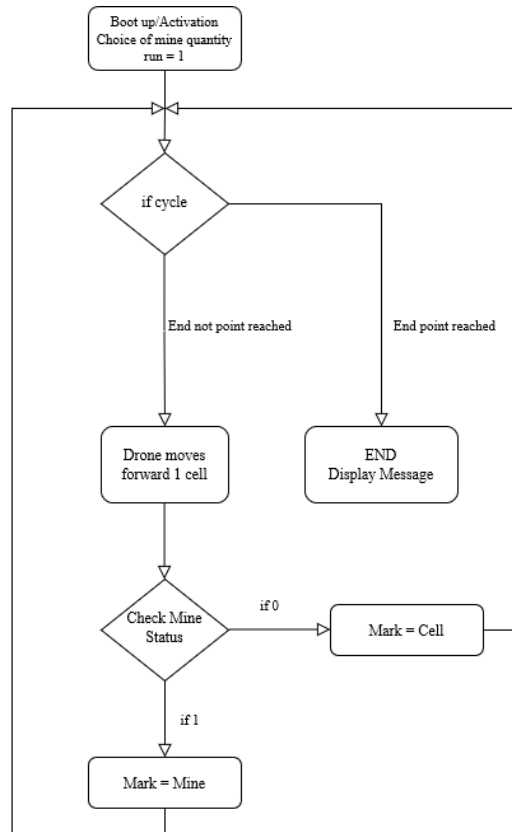 Boot up/Activation
Choice of mine quantity
run = 1
if cycle
End not point reached
End point reached
Drone moves
forward 1 cell
END
Display Message
Check Mine
Status
if 0
Mark = Cell
if 1
Mark = Mine